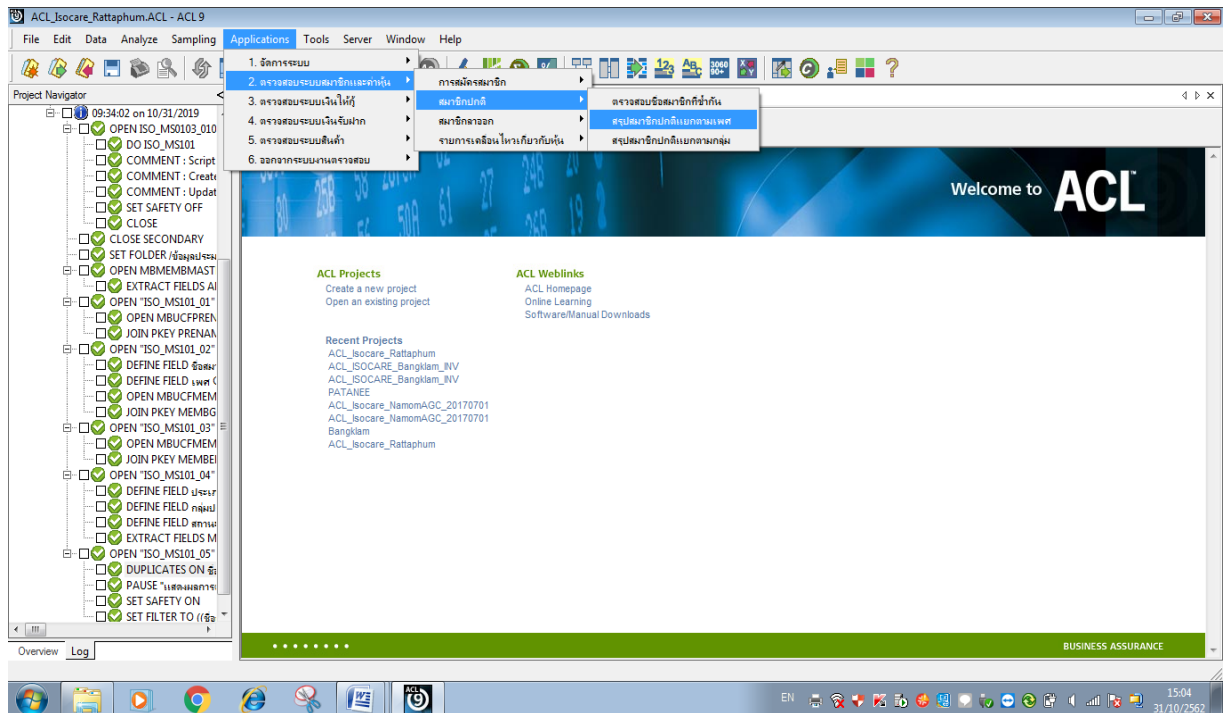 ACL_Isocare_Rattaphum.ACL - ACL 9
File Edit Data Analyze Sampling Applications Tools Server Window Help
1. จัดการระบบ
2. ตรวจสอบระบบสมาชิกและค่าหุ้น
3. ตรวจสอบระบบเงินให้กู้
4. ตรวจสอบระบบเงินรับฝาก
5. ตรวจสอบระบบสินค้า
6. ออกจากระบบงานตรวจสอบ
การสมัครสมาชิก
สมาชิกปกติ
สมาชิกลาออก
รายการเคลื่อนไหวเกี่ยวกับหุ้น
ตรวจสอบชื่อสมาชิกที่ซ้ำกัน
สรุปสมาชิกปกติแยกตามเพศ
สรุปสมาชิกปกติแยกตามกลุ่ม
Project Navigator
09:34:02 on 10/31/2019
OPEN ISO_MS0103_010
DO ISO_MS101
COMMENT : Script
COMMENT : Create
COMMENT : Updat
SET SAFETY OFF
CLOSE
CLOSE SECONDARY
SET FOLDER /ข้อมูลประม
OPEN MBMEMBMAST
EXTRACT FIELDS Al
OPEN "ISO_MS101_01"
OPEN MBUCFPREN
JOIN PKEY PRENAN
OPEN "ISO_MS101_02"
DEFINE FIELD ชื่อสมา
DEFINE FIELD เพศ C
OPEN MBUCFMEM
JOIN PKEY MEMBG
OPEN "ISO_MS101_03"
OPEN MBUCFMEM
JOIN PKEY MEMBEI
OPEN "ISO_MS101_04"
DEFINE FIELD ประเภ
DEFINE FIELD กลุ่มป
DEFINE FIELD สถานะ
EXTRACT FIELDS M
OPEN "ISO_MS101_05"
DUPLICATES ON ชื่อ
PAUSE "แสดงผลการ
SET SAFETY ON
SET FILTER TO ((ชื่อ
Overview Log
Welcome to ACL
ACL Projects
Create a new project
Open an existing project
Recent Projects
ACL_Isocare_Rattaphum
ACL_ISOCARE_Bangklam_INV
ACL_ISOCARE_Bangklam_INV
PATANEE
ACL_Isocare_NamomAGC_20170701
ACL_Isocare_NamomAGC_20170701
Bangklam
ACL_Isocare_Rattaphum
ACL Weblinks
ACL Homepage
Online Learning
Software/Manual Downloads
BUSINESS ASSURANCE
EN
15:04
31/10/2562